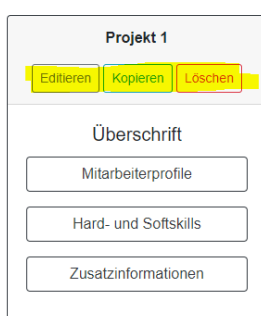 Projekt 1
Editieren Kopieren Löschen
Überschrift
Mitarbeiterprofile
Hard- und Softskills
Zusatzinformationen